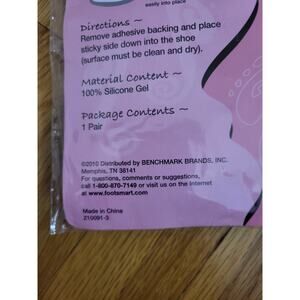 easily into place
Directions ~
Remove adhesive backing and place
sticky side down into the shoe
(surface must be clean and dry).
Material Content ~
100% Silicone Gel
Package Contents ~
1 Pair
©2010 Distributed by BENCHMARK BRANDS, INC.
Memphis, TN 38141
For questions, comments or suggestions,
call 1-800-870-7149 or visit us on the Internet
at www.footsmart.com
Made in China
210091-3